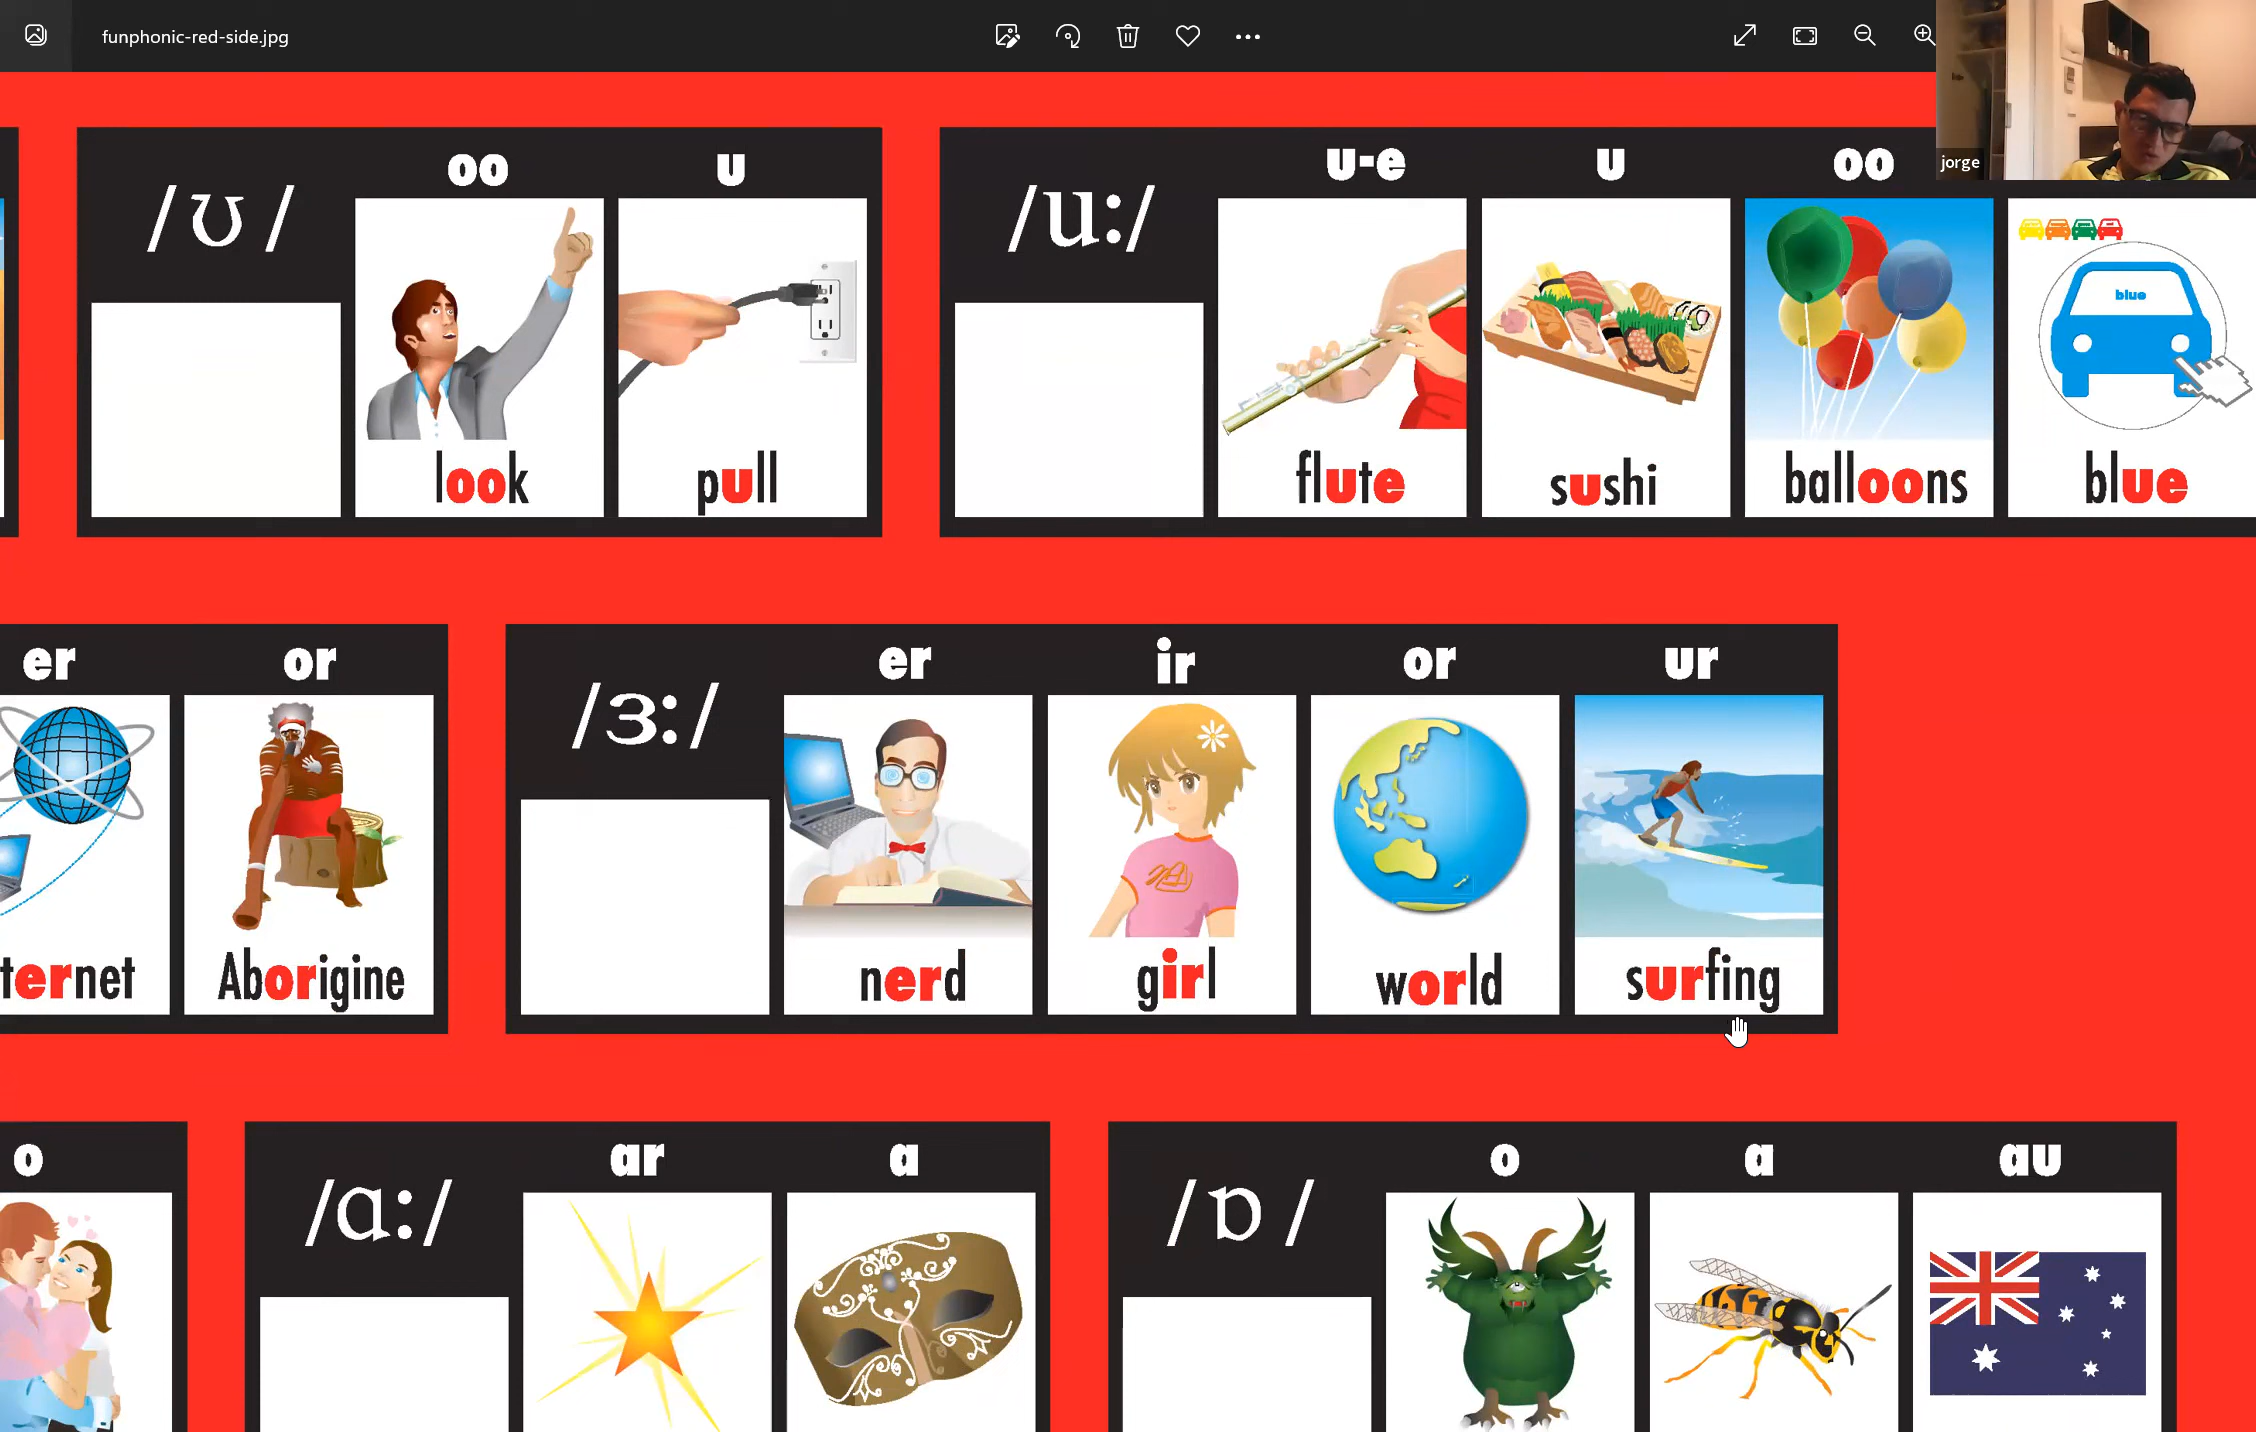 funphonic-red-side.jpg
jorge
/ʊ/ oo u
look pull
/u:/ u-e u oo
blue
flute sushi balloons blue
er or
ternet Aborigine
/ɜ:/ er ir or ur
nerd girl world surfing
o
/ɑ:/ ar a
/ɒ/ o a au